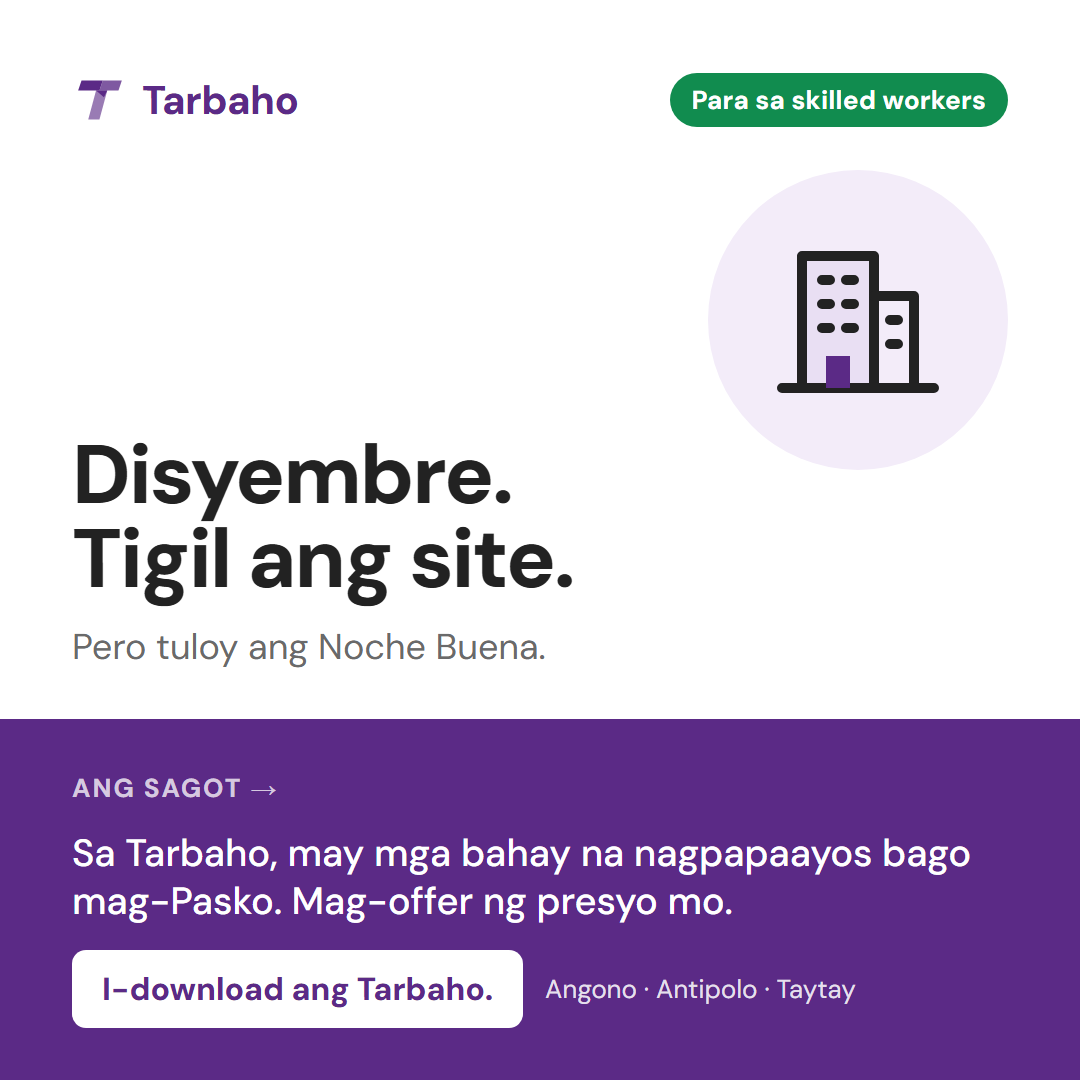 Tarbaho
Para sa skilled workers
Disyembre.
Tigil ang site.
Pero tuloy ang Noche Buena.
ANG SAGOT →
Sa Tarbaho, may mga bahay na nagpapaayos bago
mag-Pasko. Mag-offer ng presyo mo.
I-download ang Tarbaho.
Angono · Antipolo · Taytay